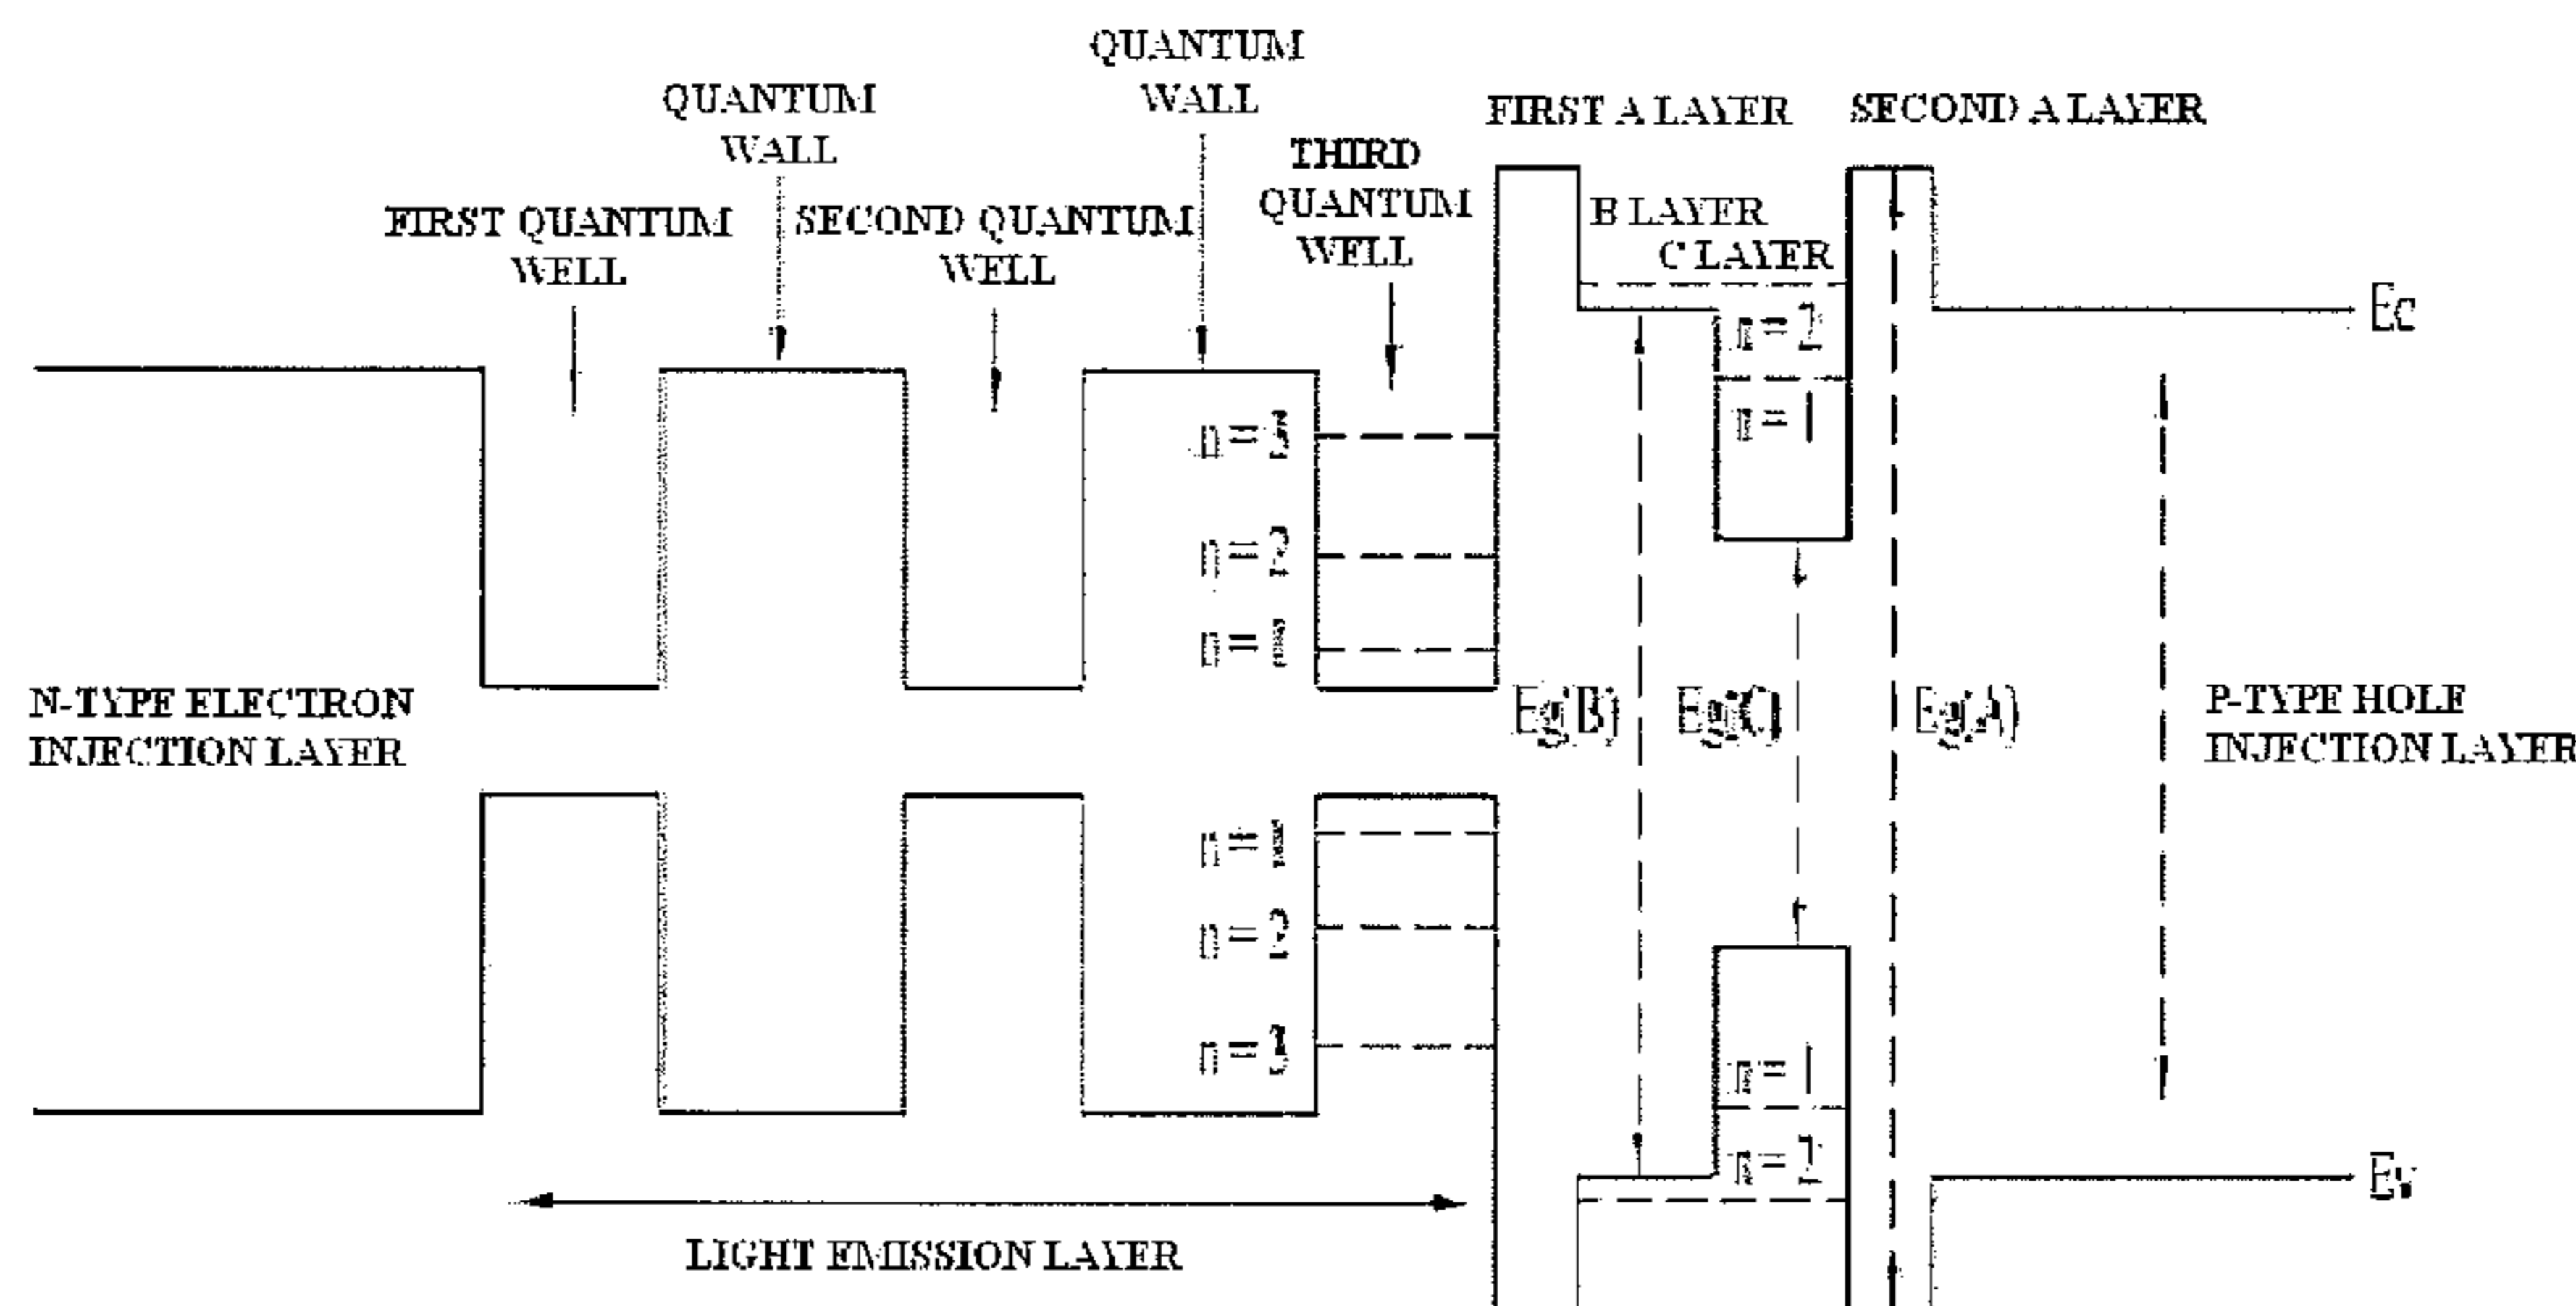 QUANTUM
WALL
QUANTUM
WALL
FIRST A LAYER
SECOND A LAYER
THIRD
QUANTUM
WELL
FIRST QUANTUM
WELL
SECOND QUANTUM
WELL
B LAYER
C LAYER
Ec
n=2
n=1
n=3
n=2
n=1
N-TYPE ELECTRON
INJECTION LAYER
Eg(B)
Eg(C)
Eg(A)
P-TYPE HOLE
INJECTION LAYER
n=1
n=2
n=3
n=1
n=2
Ev
LIGHT EMISSION LAYER